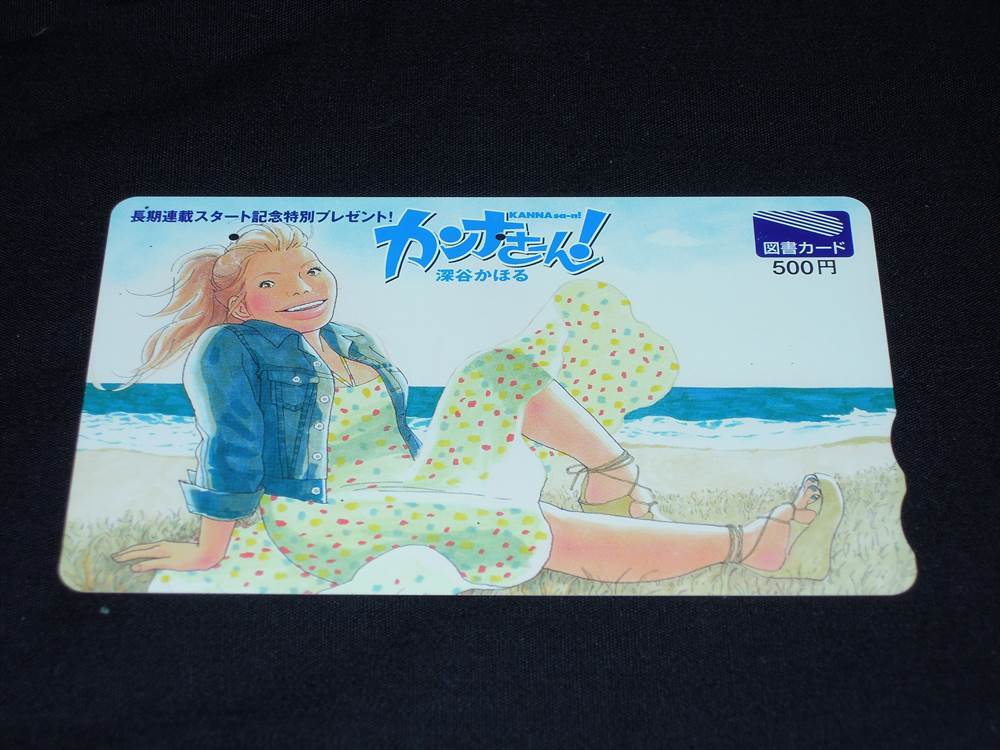 長期連載スタート記念特別プレゼント!
KANNA sa-n!
カンナさーん!
深谷かほる
図書カード
500円